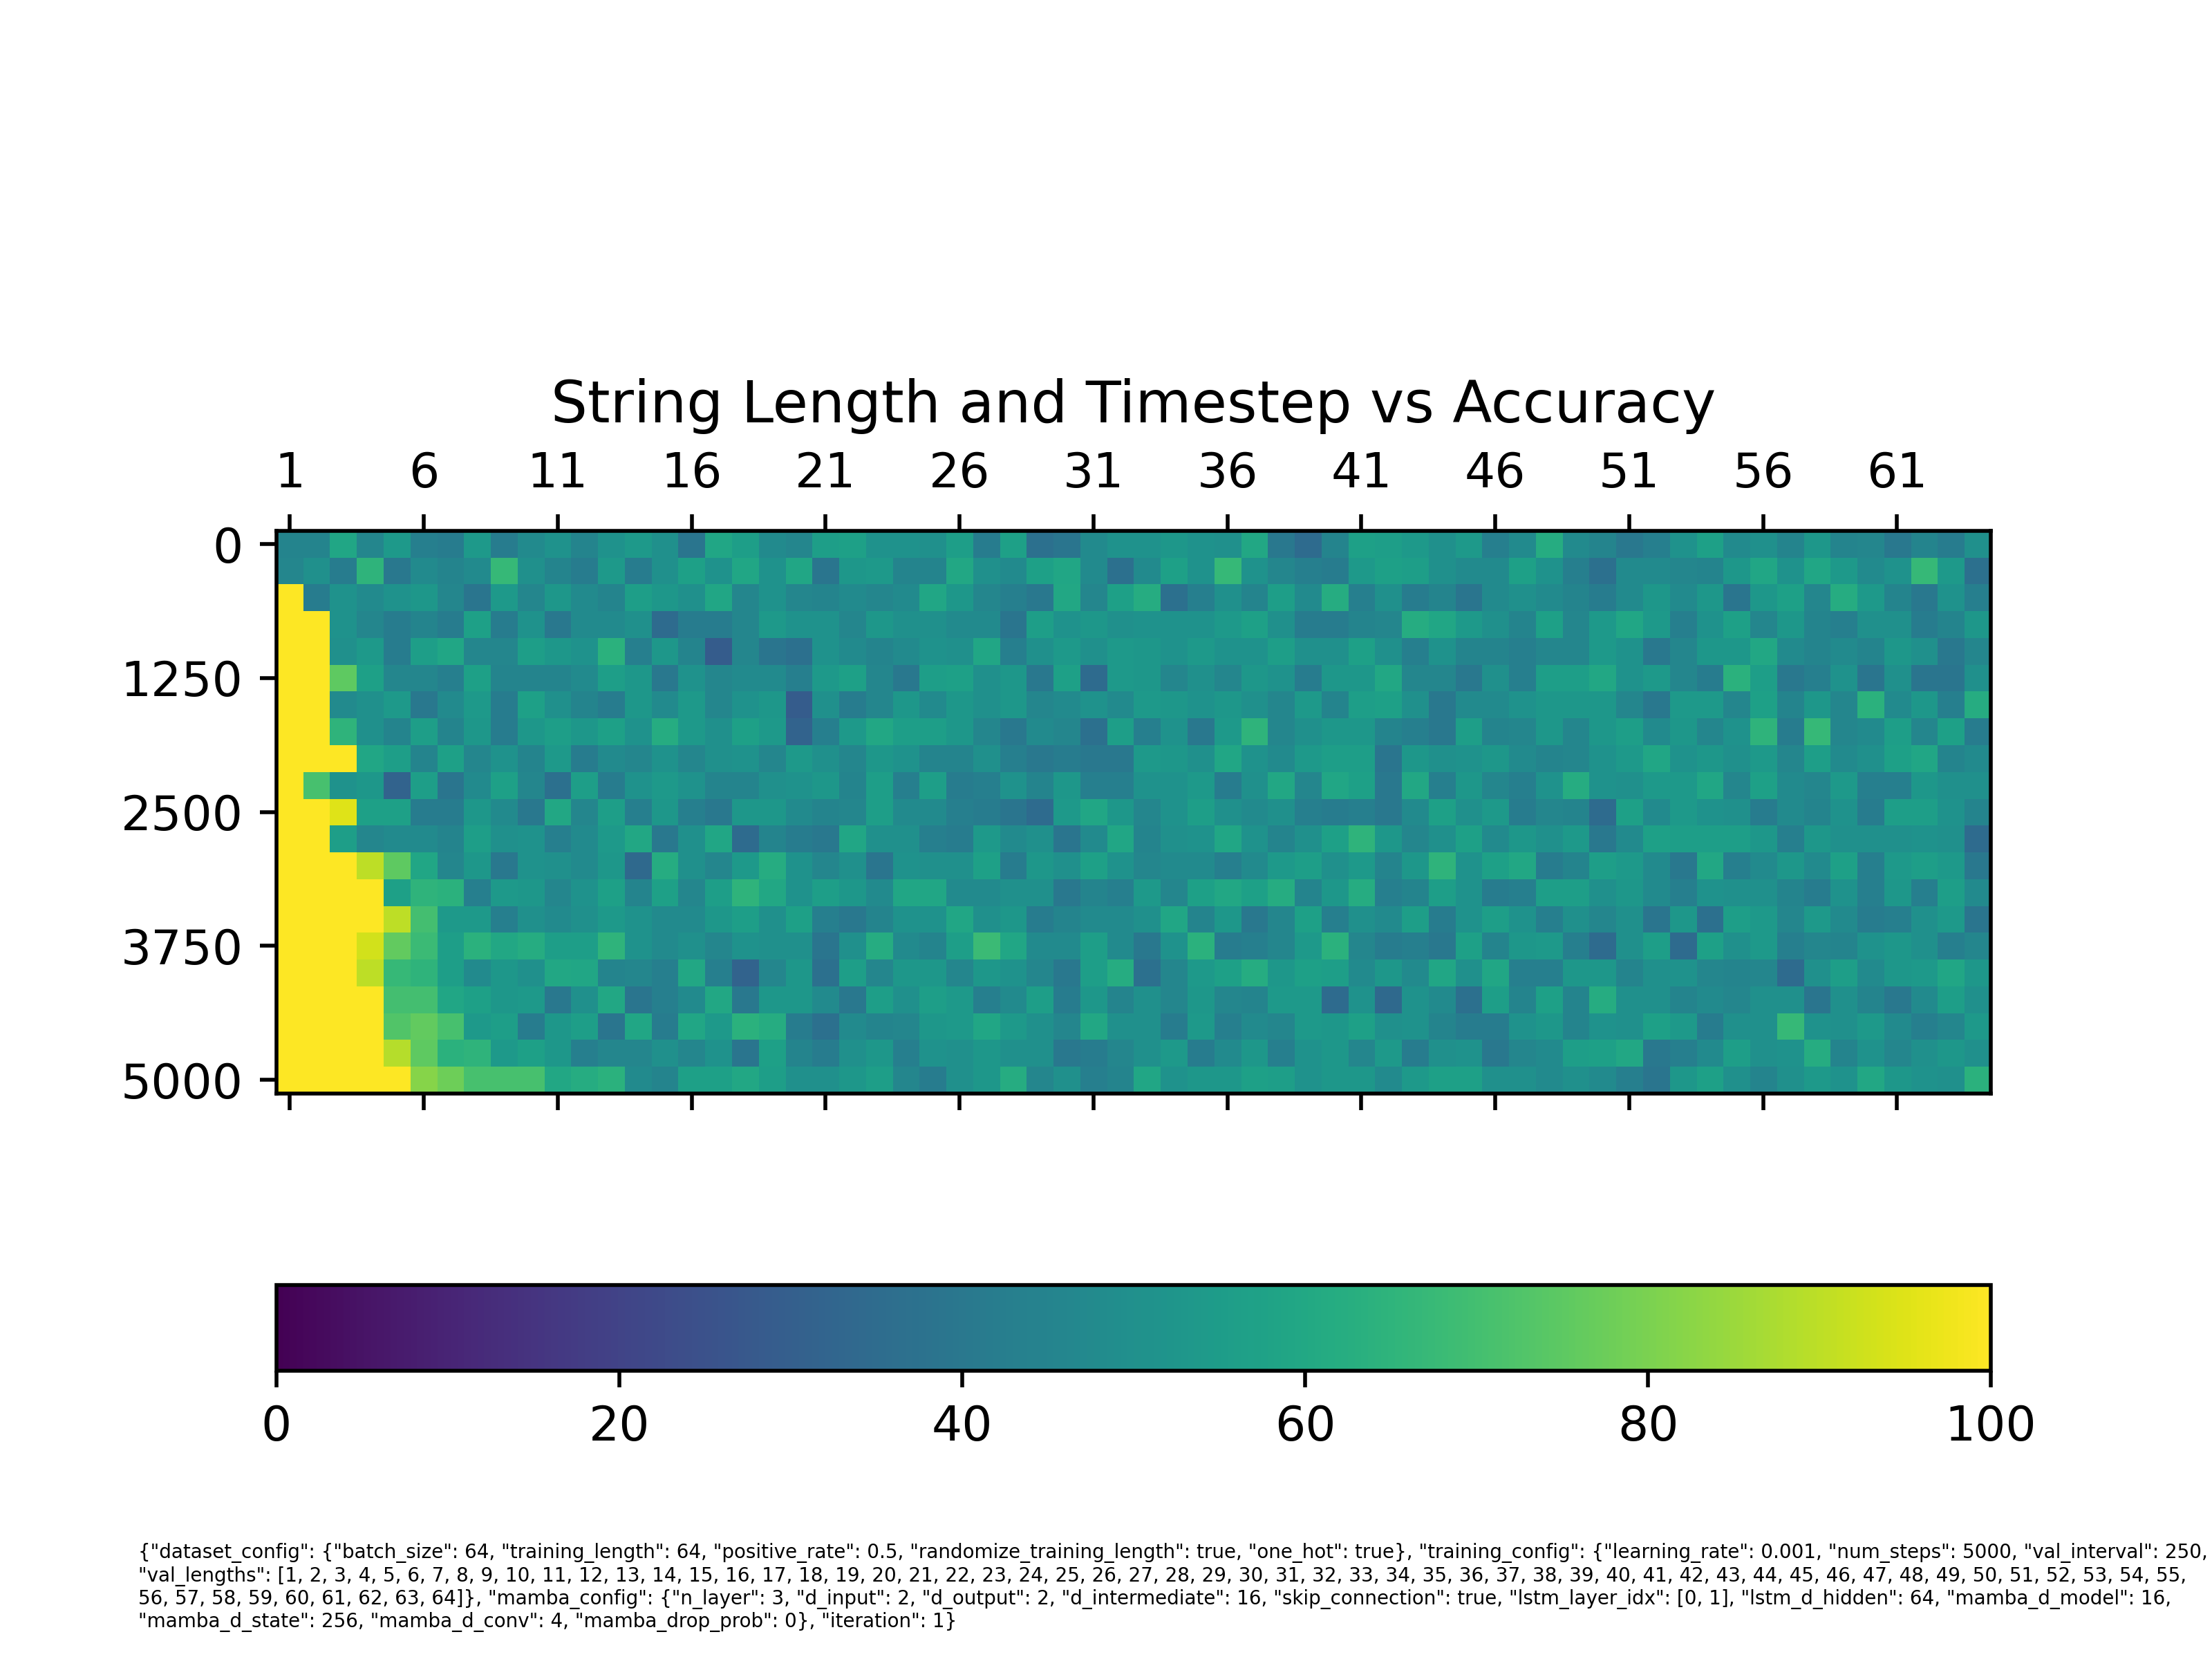 String Length and Timestep vs Accuracy
1 6 11 16 21 26 31 36 41 46 51 56 61
0
1250
2500
3750
5000
0 20 40 60 80 100
{"dataset_config": {"batch_size": 64, "training_length": 64, "positive_rate": 0.5, "randomize_training_length": true, "one_hot": true}, "training_config": {"learning_rate": 0.001, "num_steps": 5000, "val_interval": 250,
"val_lengths": [1, 2, 3, 4, 5, 6, 7, 8, 9, 10, 11, 12, 13, 14, 15, 16, 17, 18, 19, 20, 21, 22, 23, 24, 25, 26, 27, 28, 29, 30, 31, 32, 33, 34, 35, 36, 37, 38, 39, 40, 41, 42, 43, 44, 45, 46, 47, 48, 49, 50, 51, 52, 53, 54, 55,
56, 57, 58, 59, 60, 61, 62, 63, 64]}, "mamba_config": {"n_layer": 3, "d_input": 2, "d_output": 2, "d_intermediate": 16, "skip_connection": true, "lstm_layer_idx": [0, 1], "lstm_d_hidden": 64, "mamba_d_model": 16,
"mamba_d_state": 256, "mamba_d_conv": 4, "mamba_drop_prob": 0}, "iteration": 1}